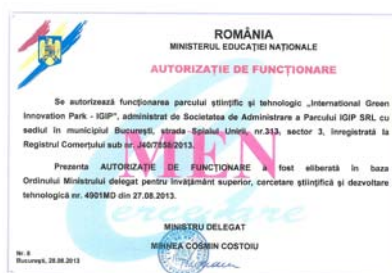 ROMÂNIA
MINISTERUL EDUCAȚIEI NAȚIONALE
AUTORIZAȚIE DE FUNCȚIONARE
Se autorizează funcționarea parcului științific și tehnologic „International Green
Innovation Park - IGIP", administrat de Societatea de Administrare a Parcului IGIP SRL cu
sediul în municipiul București, strada Splaiul Unirii, nr.313, sector 3, înregistrată la
Registrul Comerțului sub nr. J40/7858/2013.
Prezenta AUTORIZAȚIE DE FUNCȚIONARE a fost eliberată în baza
Ordinului Ministrului delegat pentru învățământ superior, cercetare științifică și dezvoltare
tehnologică nr. 4901MD din 27.08.2013.
MEN
Cercetare
MINISTRU DELEGAT
MIHNEA COSMIN COSTOIU
Nr. 8
București, 28.08.2013